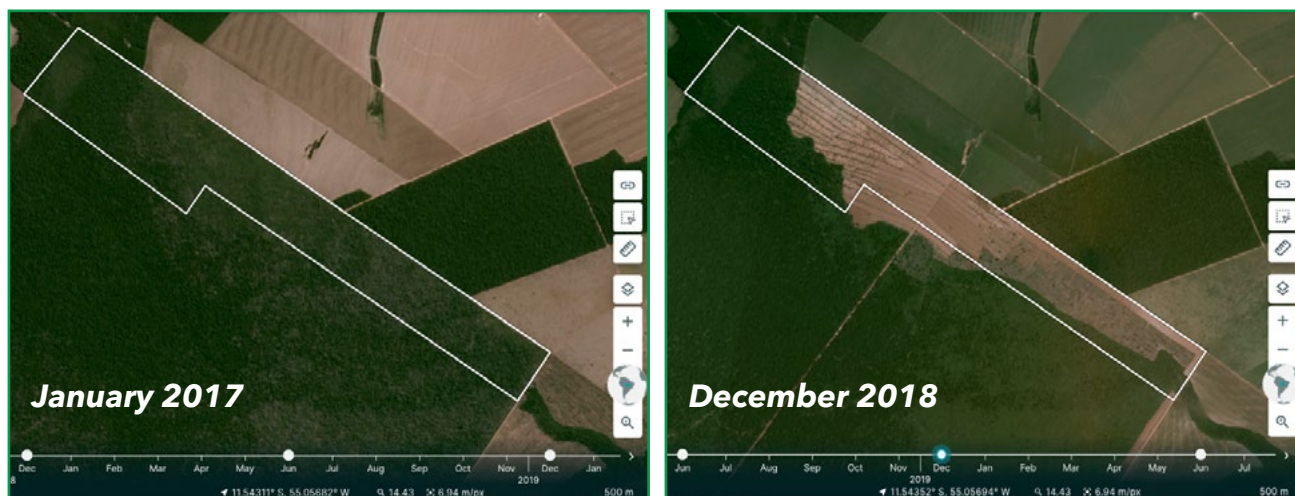 January 2017
Dec Jan Feb Mar Apr May Jun Jul Aug Sep Oct Nov Dec Jan
8 2019
11.54311° S, 55.05682° W 14.43 6.94 m/px 500 m
December 2018
Jun Jul Aug Sep Oct Nov Dec Jan Feb Mar Apr May Jun Jul
2019
11.54352° S, 55.05694° W 14.43 6.94 m/px 500 m